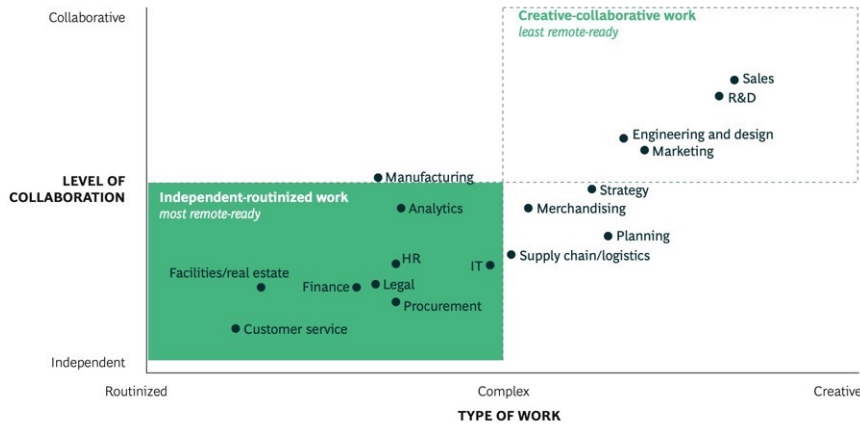 Collaborative
Creative-collaborative work
least remote-ready
Sales
R&D
Engineering and design
Marketing
LEVEL OF
COLLABORATION
Manufacturing
Independent-routinized work
most remote-ready
Strategy
Analytics
Merchandising
Planning
HR
IT
Supply chain/logistics
Facilities/real estate
Finance
Legal
Procurement
Customer service
Independent
Routinized
Complex
Creative
TYPE OF WORK